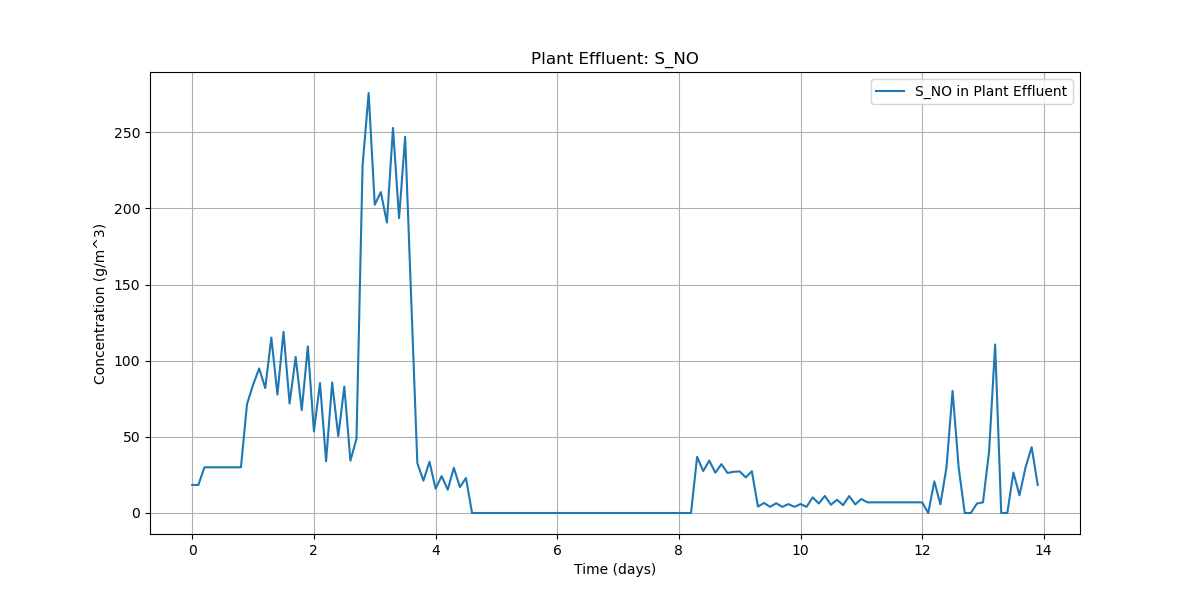 Plant Effluent: S_NO
S_NO in Plant Effluent
Concentration (g/m^3)
250
200
150
100
50
0
0 2 4 6 8 10 12 14
Time (days)